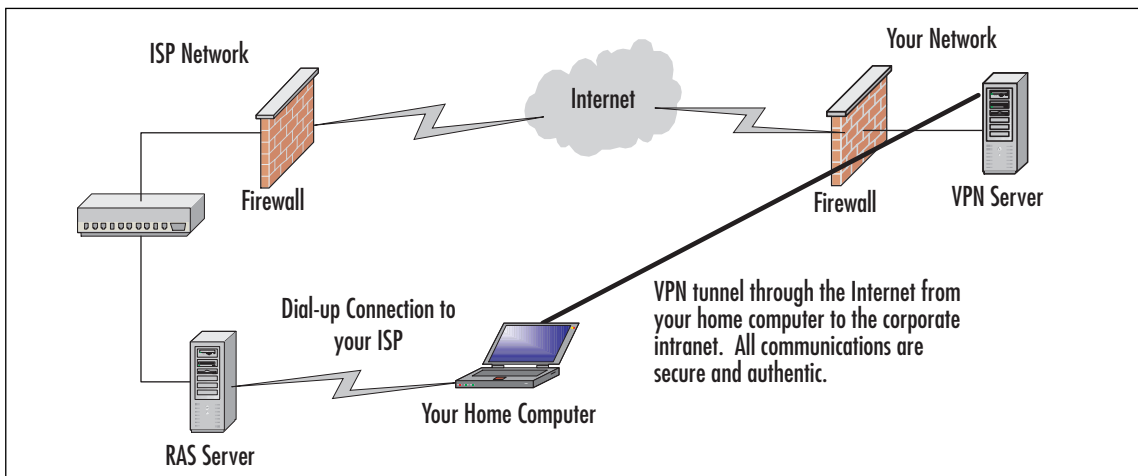 ISP Network
Your Network
Internet
Firewall
Firewall
VPN Server
Dial-up Connection to
your ISP
VPN tunnel through the Internet from
your home computer to the corporate
intranet.  All communications are
secure and authentic.
Your Home Computer
RAS Server